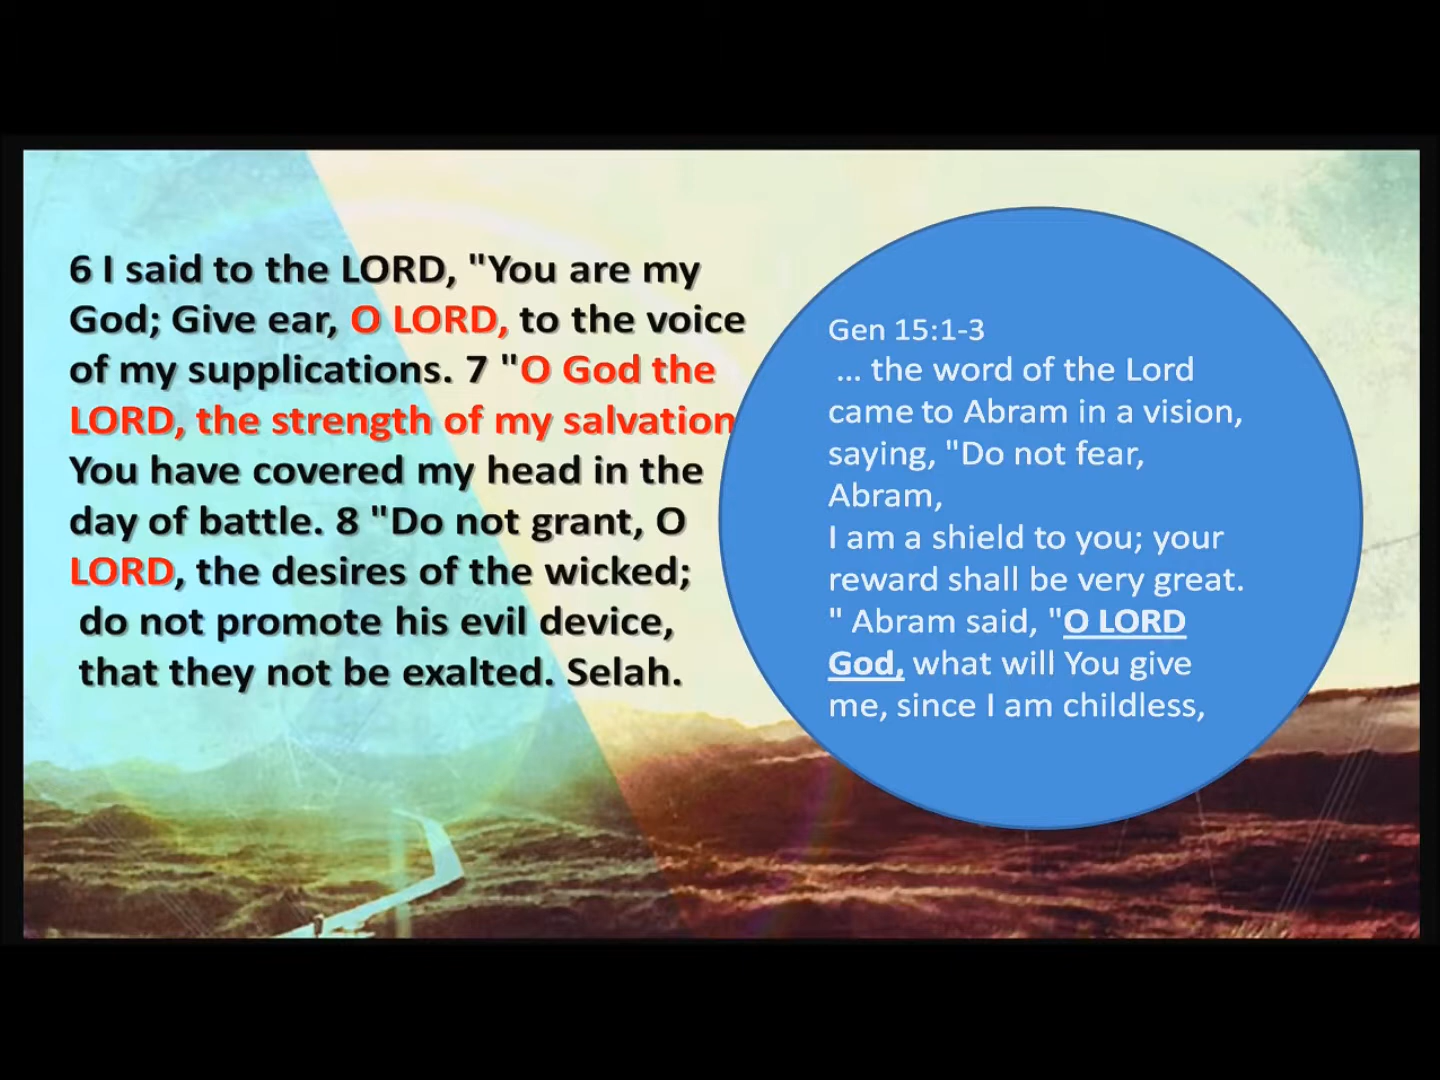 6 I said to the LORD, "You are my
God; Give ear, O LORD, to the voice
of my supplications. 7 "O God the
LORD, the strength of my salvation
You have covered my head in the
day of battle. 8 "Do not grant, O
LORD, the desires of the wicked;
do not promote his evil device,
that they not be exalted. Selah.
Gen 15:1-3
... the word of the Lord
came to Abram in a vision,
saying, "Do not fear,
Abram,
I am a shield to you; your
reward shall be very great.
" Abram said, "O LORD
God, what will You give
me, since I am childless,